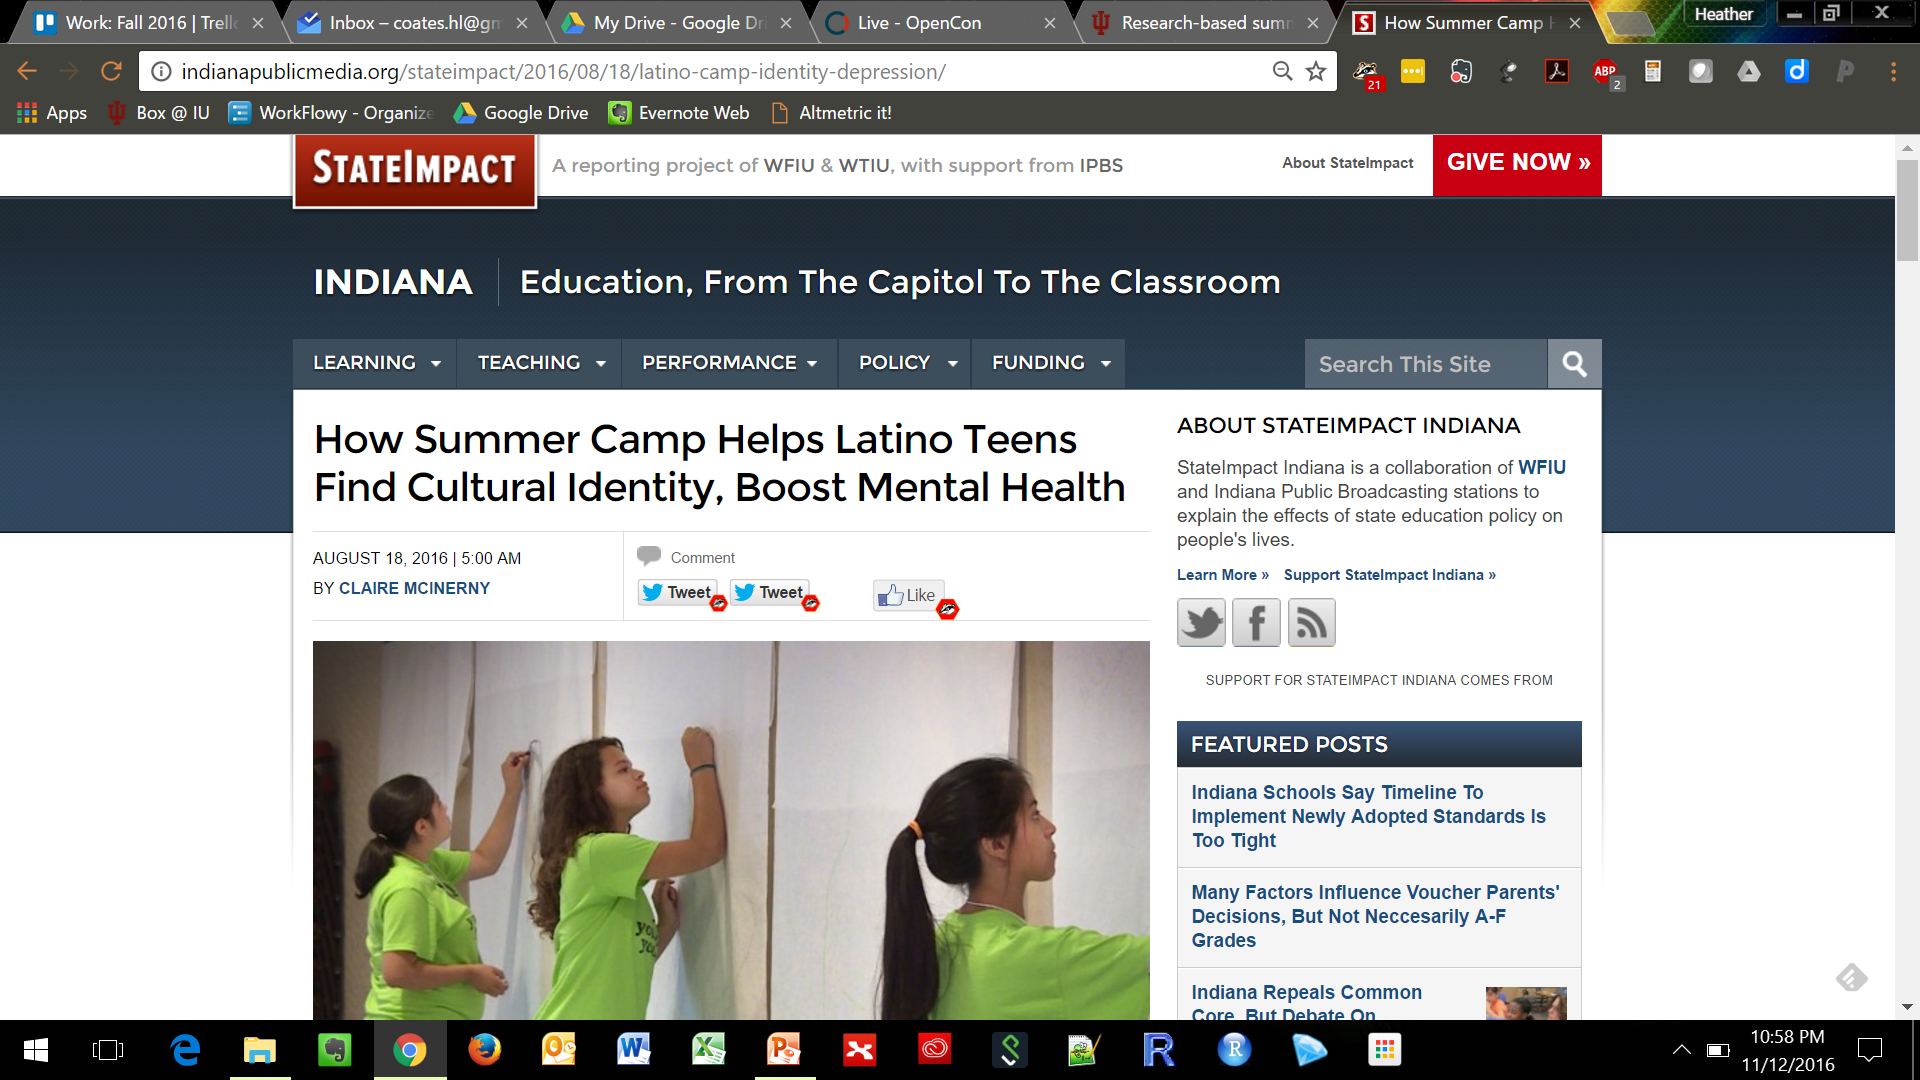 Work: Fall 2016 | Trell
Inbox – coates.hl@gm
My Drive - Google Dri
Live - OpenCon
Research-based summ
How Summer Camp H
Heather
indianapublicmedia.org/stateimpact/2016/08/18/latino-camp-identity-depression/
21
ABP
2
Apps
Box @ IU
WorkFlowy - Organize
Google Drive
Evernote Web
Altmetric it!
STATEIMPACT
A reporting project of WFIU & WTIU, with support from IPBS
About StateImpact
GIVE NOW »
INDIANA
Education, From The Capitol To The Classroom
LEARNING
TEACHING
PERFORMANCE
POLICY
FUNDING
Search This Site
How Summer Camp Helps Latino Teens
Find Cultural Identity, Boost Mental Health
AUGUST 18, 2016 | 5:00 AM
BY CLAIRE MCINERNY
Comment
Tweet
Tweet
Like
ABOUT STATEIMPACT INDIANA
StateImpact Indiana is a collaboration of WFIU
and Indiana Public Broadcasting stations to
explain the effects of state education policy on
people's lives.
Learn More »
Support StateImpact Indiana »
SUPPORT FOR STATEIMPACT INDIANA COMES FROM
FEATURED POSTS
Indiana Schools Say Timeline To
Implement Newly Adopted Standards Is
Too Tight
Many Factors Influence Voucher Parents'
Decisions, But Not Neccesarily A-F
Grades
Indiana Repeals Common
Core, But Debate On
10:58 PM
11/12/2016